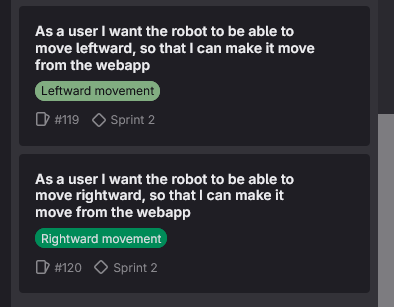 As a user I want the robot to be able to
move leftward, so that I can make it move
from the webapp
Leftward movement
#119 Sprint 2
As a user I want the robot to be able to
move rightward, so that I can make it
move from the webapp
Rightward movement
#120 Sprint 2